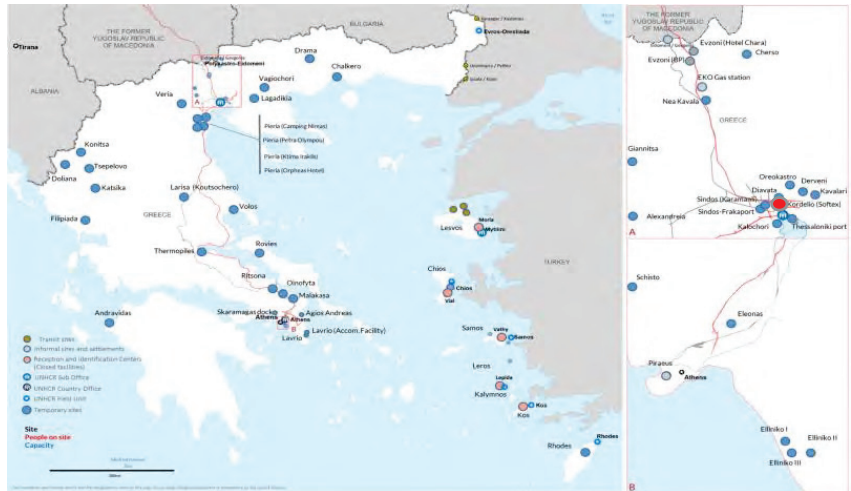 THE FORMER
YUGOSLAV REPUBLIC
OF MACEDONIA
BULGARIA
Tirana
ALBANIA
Evros-Orestiada
Drama
Chalkero
Vagiochori
Lagadikia
Veria
A
Pieria (Camping Nireas)
Pieria (Petra Olympou)
Pieria (Ktima Iraklis)
Pieria (Orpheas Hotel)
Konitsa
Doliana
Tsepelovo
Katsika
Filipiada
Larisa (Koutsochero)
Volos
GREECE
Thermopiles
Rovies
Ritsona
Oinofyta
Malakasa
Skaramagas dock
Agios Andreas
Athens
Athens
Lavrio
Lavrio (Accom. Facility)
Andravidas
Lesvos
Moria
Mytilini
TURKEY
Chios
Chios
Vial
Samos
Vathy
Samos
Leros
Lepida
Kalymnos
Kos
Kos
Rhodes
Rhodes
Transit sites
Informal sites and settlements
Reception and Identification Centers
(Closed facilities)
UNHCR Sub Office
UNHCR Country Office
UNHCR Field Unit
Temporary sites
Site
People on site
Capacity
Mediterranean
Sea
THE FORMER
YUGOSLAV REPUBLIC
OF MACEDONIA
Evzoni (Hotel Chara)
Evzoni (BP)
Cherso
EKO Gas station
Nea Kavala
GREECE
Giannitsa
Oreokastro
Derveni
Diavata
Kavalari
Sindos (Karamanli)
Kordelio (Softex)
Sindos-Frakaport
Alexandreia
Kalochori
Thessaloniki port
A
Schisto
Eleonas
Piraeus
Athens
Elliniko I
Elliniko II
Elliniko III
B